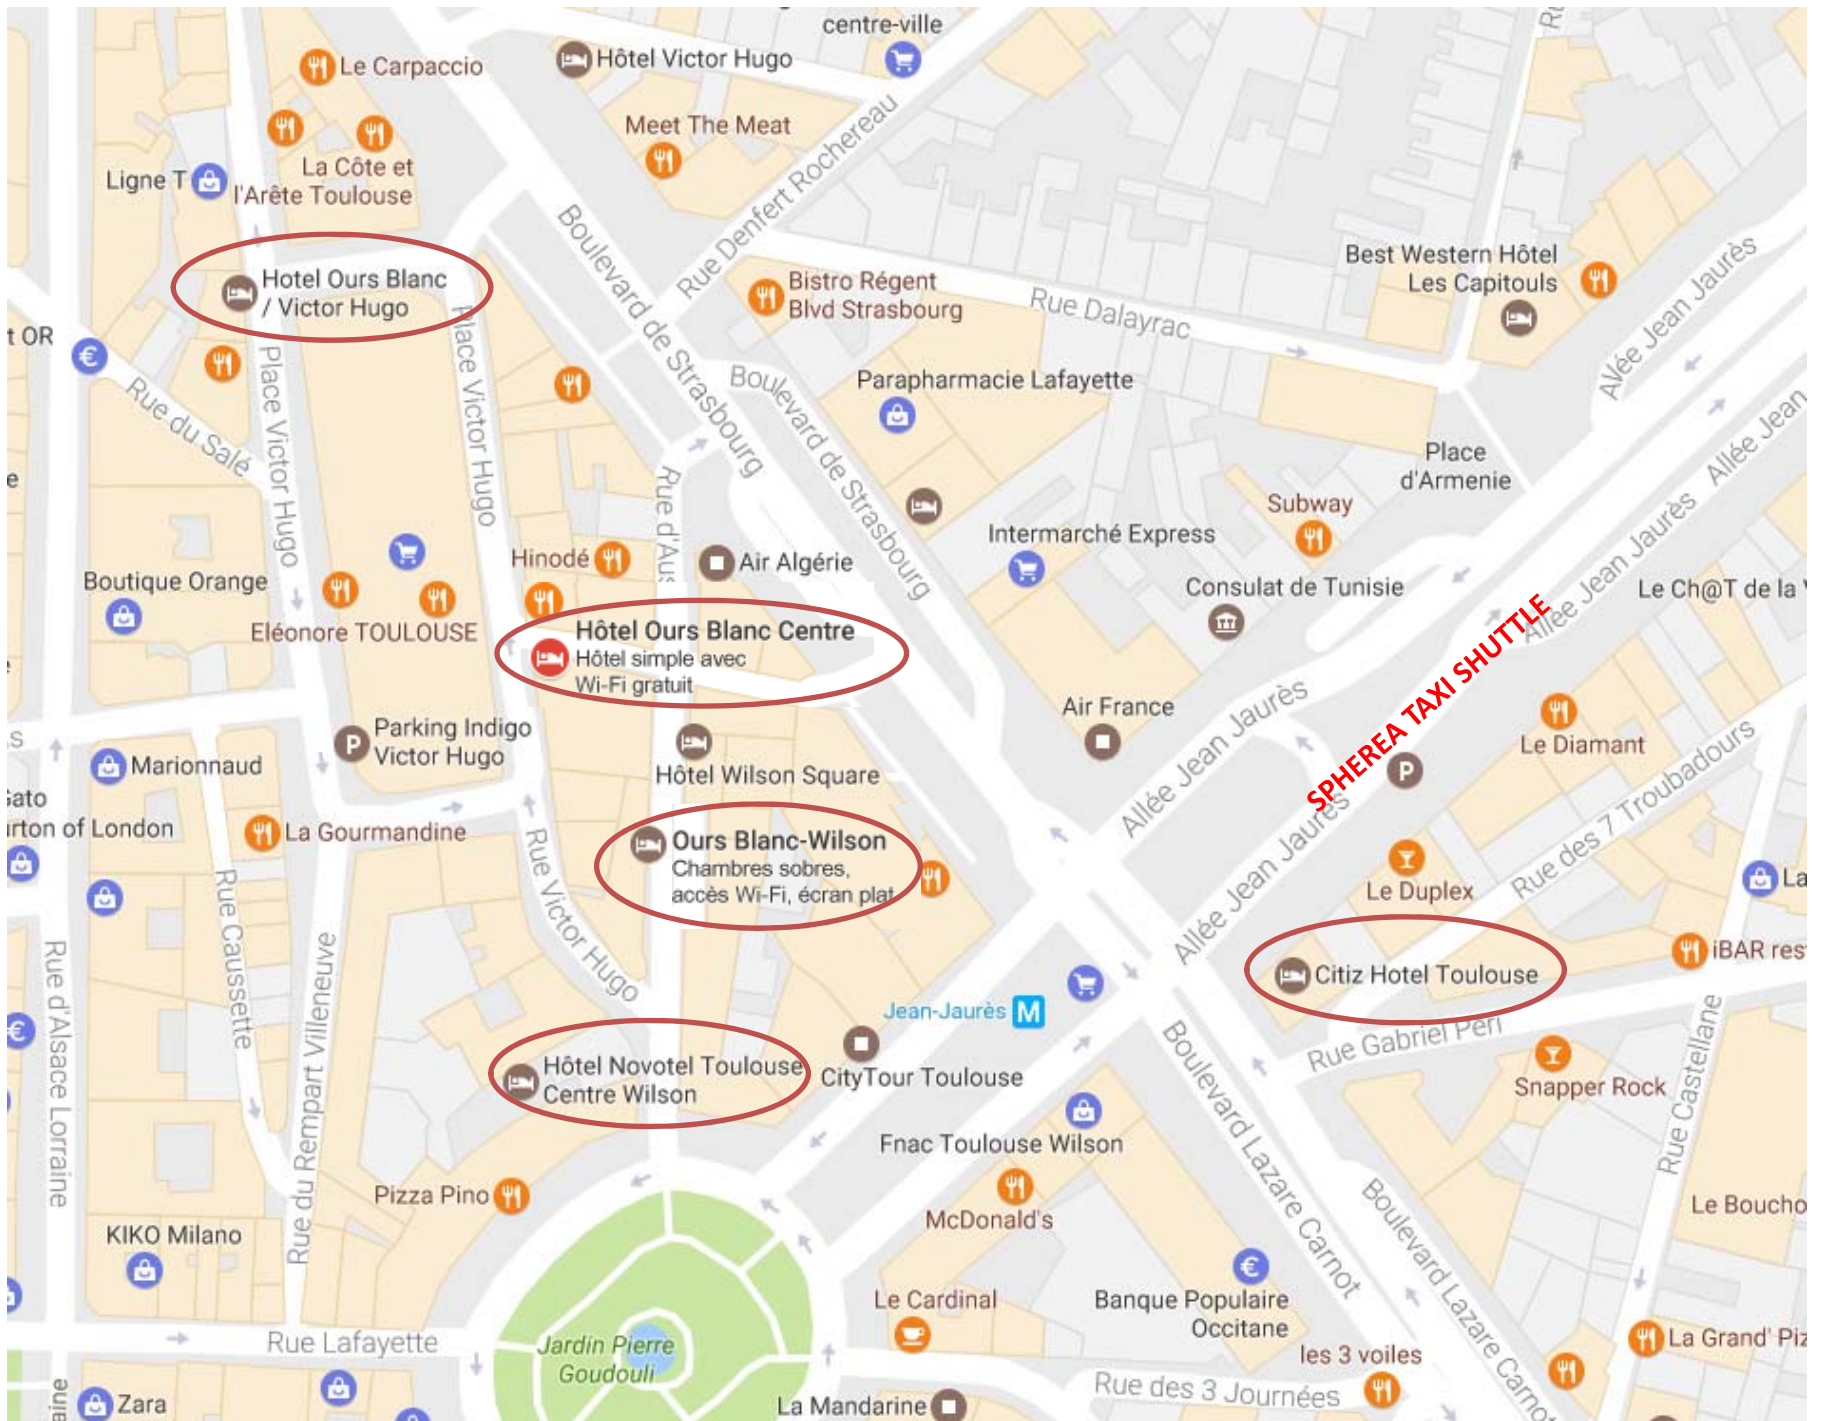 centre-ville
Hôtel Victor Hugo
Le Carpaccio
Meet The Meat
La Côte et
l'Arête Toulouse
Ligne T
Rue Denfert Rochereau
Boulevard de Strasbourg
Hotel Ours Blanc
/ Victor Hugo
Bistro Régent
Blvd Strasbourg
Rue Dalayrac
Best Western Hôtel
Les Capitouls
Allée Jean Jaurès
t OR
Rue du Salé
Place Victor Hugo
Place Victor Hugo
Boulevard de Strasbourg
Parapharmacie Lafayette
Place
d'Armenie
Allée Jean
Subway
Intermarché Express
Rue d'Aus
Hinodé
Air Algérie
Boutique Orange
Eléonore TOULOUSE
Consulat de Tunisie
Allée Jean Jaurès
Le Ch@T de la
SPHEREA TAXI SHUTTLE
Hôtel Ours Blanc Centre
Hôtel simple avec
Wi-Fi gratuit
Air France
Le Diamant
Parking Indigo
Victor Hugo
P
P
Marionnaud
Hôtel Wilson Square
Allée Jean Jaurès
Rue des 7 Troubadours
rton of London
La Gourmandine
Ours Blanc-Wilson
Chambres sobres,
accès Wi-Fi, écran plat
Allée Jean Jaurès
Le Duplex
La
Rue Caussette
Rue Victor Hugo
Citiz Hotel Toulouse
iBAR res
Rue d'Alsace Lorraine
Rue du Rempart Villeneuve
Jean-Jaurès M
Rue Gabriel Péri
Hôtel Novotel Toulouse
Centre Wilson
CityTour Toulouse
Snapper Rock
Rue Castellane
Boulevard Lazare Carnot
Fnac Toulouse Wilson
Pizza Pino
McDonald's
Boulevard Lazare Carnot
Le Boucho
KIKO Milano
Le Cardinal
Banque Populaire
Occitane
Rue Lafayette
Jardin Pierre
Goudouli
les 3 voiles
La Grand' Piz
Rue des 3 Journées
Zara
La Mandarine